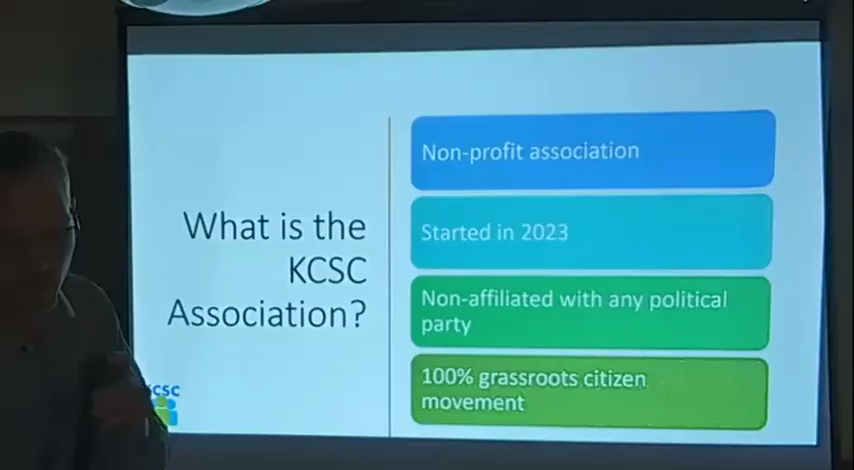 What is the
KCSC
Association?
Non-profit association
Started in 2023
Non-affiliated with any political
party
100% grassroots citizen
movement
CSC